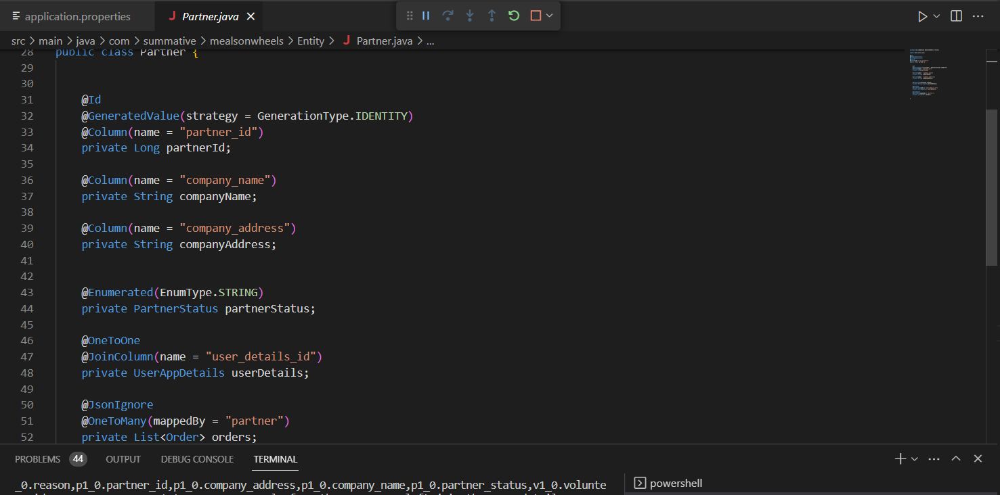 application.properties
J Partner.java
src > main > java > com > summative > mealsonwheels > Entity > J Partner.java > ...
28 public class Partner {
29
30
31 @Id
32 @GeneratedValue(strategy = GenerationType.IDENTITY)
33 @Column(name = "partner_id")
34 private Long partnerId;
35
36 @Column(name = "company_name")
37 private String companyName;
38
39 @Column(name = "company_address")
40 private String companyAddress;
41
42
43 @Enumerated(EnumType.STRING)
44 private PartnerStatus partnerStatus;
45
46 @OneToOne
47 @JoinColumn(name = "user_details_id")
48 private UserAppDetails userDetails;
49
50 @JsonIgnore
51 @OneToMany(mappedBy = "partner")
52 private List<Order> orders;
PROBLEMS 44 OUTPUT DEBUG CONSOLE TERMINAL
_0.reason,p1_0.partner_id,p1_0.company_address,p1_0.company_name,p1_0.partner_status,v1_0.volunte
powershell